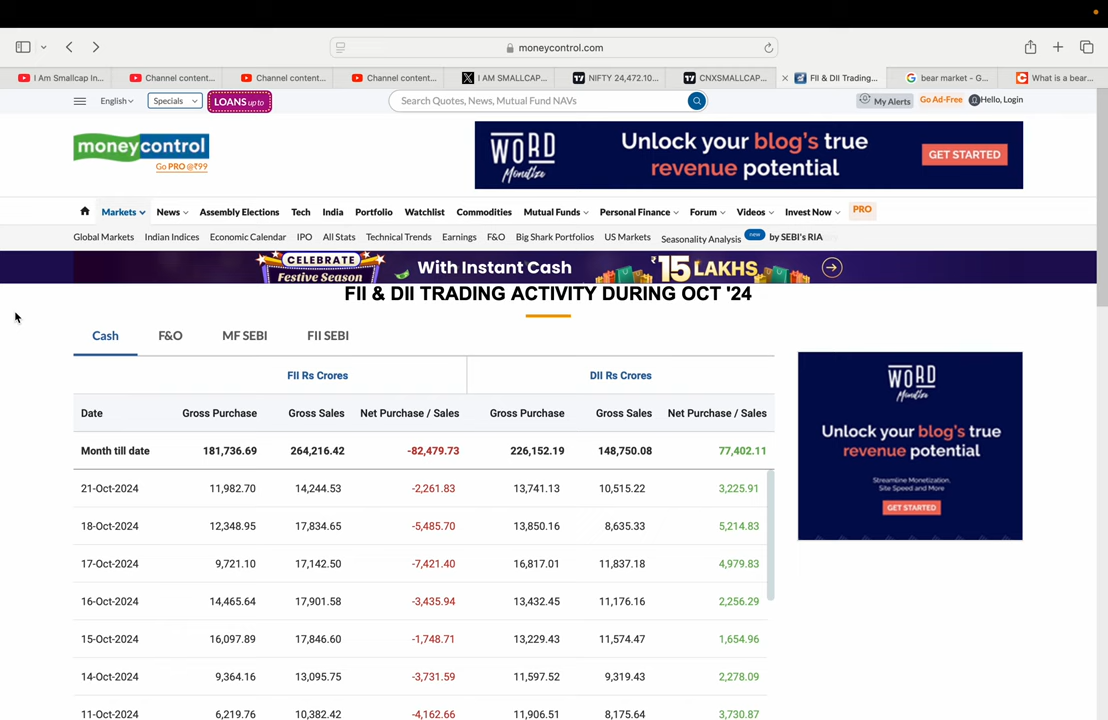 moneycontrol.com
I Am Smallcap In...
Channel content...
Channel content...
Channel content...
I AM SMALLCAP...
NIFTY 24,472.10...
CNXSMALLCAP...
FII & DII Trading...
bear market - G...
What is a bear...
English
Specials
LOANS up to
Search Quotes, News, Mutual Fund NAVs
My Alerts
Go Ad-Free
Hello, Login
moneycontrol
Go PRO @₹99
WORD
Monetize
Unlock your blog's true
revenue potential
GET STARTED
Markets News Assembly Elections Tech India Portfolio Watchlist Commodities Mutual Funds Personal Finance Forum Videos Invest Now PRO
Global Markets Indian Indices Economic Calendar IPO All Stats Technical Trends Earnings F&O Big Shark Portfolios US Markets Seasonality Analysis new by SEBI's RIA
CELEBRATE
Festive Season
With Instant Cash
₹15 LAKHS
FII & DII TRADING ACTIVITY DURING OCT '24
Cash F&O MF SEBI FII SEBI
FII Rs Crores DII Rs Crores
Date Gross Purchase Gross Sales Net Purchase / Sales Gross Purchase Gross Sales Net Purchase / Sales
Month till date 181,736.69 264,216.42 -82,479.73 226,152.19 148,750.08 77,402.11
21-Oct-2024 11,982.70 14,244.53 -2,261.83 13,741.13 10,515.22 3,225.91
18-Oct-2024 12,348.95 17,834.65 -5,485.70 13,850.16 8,635.33 5,214.83
17-Oct-2024 9,721.10 17,142.50 -7,421.40 16,817.01 11,837.18 4,979.83
16-Oct-2024 14,465.64 17,901.58 -3,435.94 13,432.45 11,176.16 2,256.29
15-Oct-2024 16,097.89 17,846.60 -1,748.71 13,229.43 11,574.47 1,654.96
14-Oct-2024 9,364.16 13,095.75 -3,731.59 11,597.52 9,319.43 2,278.09
11-Oct-2024 6,219.76 10,382.42 -4,162.66 11,906.51 8,175.64 3,730.87
WORD
Monetize
Unlock your blog's true
revenue potential
Streamline Monetization,
Site Speed and More
GET STARTED